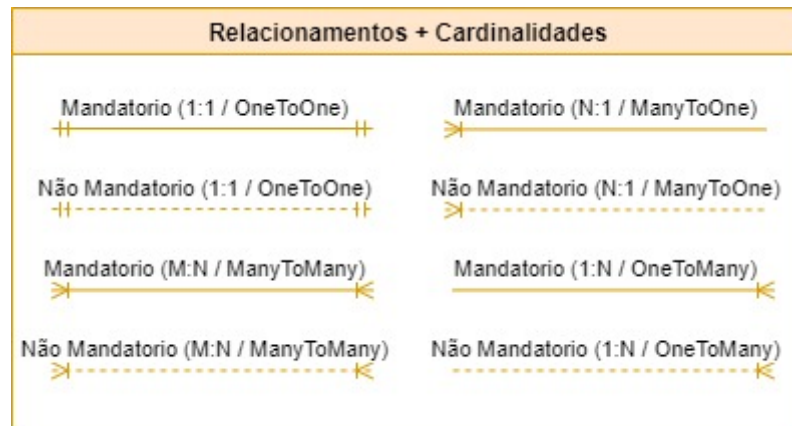 Relacionamentos + Cardinalidades
Mandatorio (1:1 / OneToOne)
Mandatorio (N:1 / ManyToOne)
Não Mandatorio (1:1 / OneToOne)
Não Mandatorio (N:1 / ManyToOne)
Mandatorio (M:N / ManyToMany)
Mandatorio (1:N / OneToMany)
Não Mandatorio (M:N / ManyToMany)
Não Mandatorio (1:N / OneToMany)